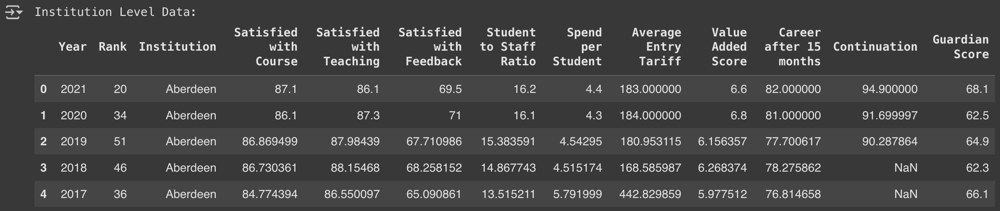 Institution Level Data:
Year Rank Institution Satisfied with Course Satisfied with Teaching Satisfied with Feedback Student to Staff Ratio Spend per Student Average Entry Tariff Value Added Score Career after 15 months Continuation Guardian Score
0 2021 20 Aberdeen 87.1 86.1 69.5 16.2 4.4 183.000000 6.6 82.000000 94.900000 68.1
1 2020 34 Aberdeen 86.1 87.3 71 16.1 4.3 184.000000 6.8 81.000000 91.699997 62.5
2 2019 51 Aberdeen 86.869499 87.98439 67.710986 15.383591 4.54295 180.953115 6.156357 77.700617 90.287864 64.9
3 2018 46 Aberdeen 86.730361 88.15468 68.258152 14.867743 4.515174 168.585987 6.268374 78.275862 NaN 62.3
4 2017 36 Aberdeen 84.774394 86.550097 65.090861 13.515211 5.791999 442.829859 5.977512 76.814658 NaN 66.1